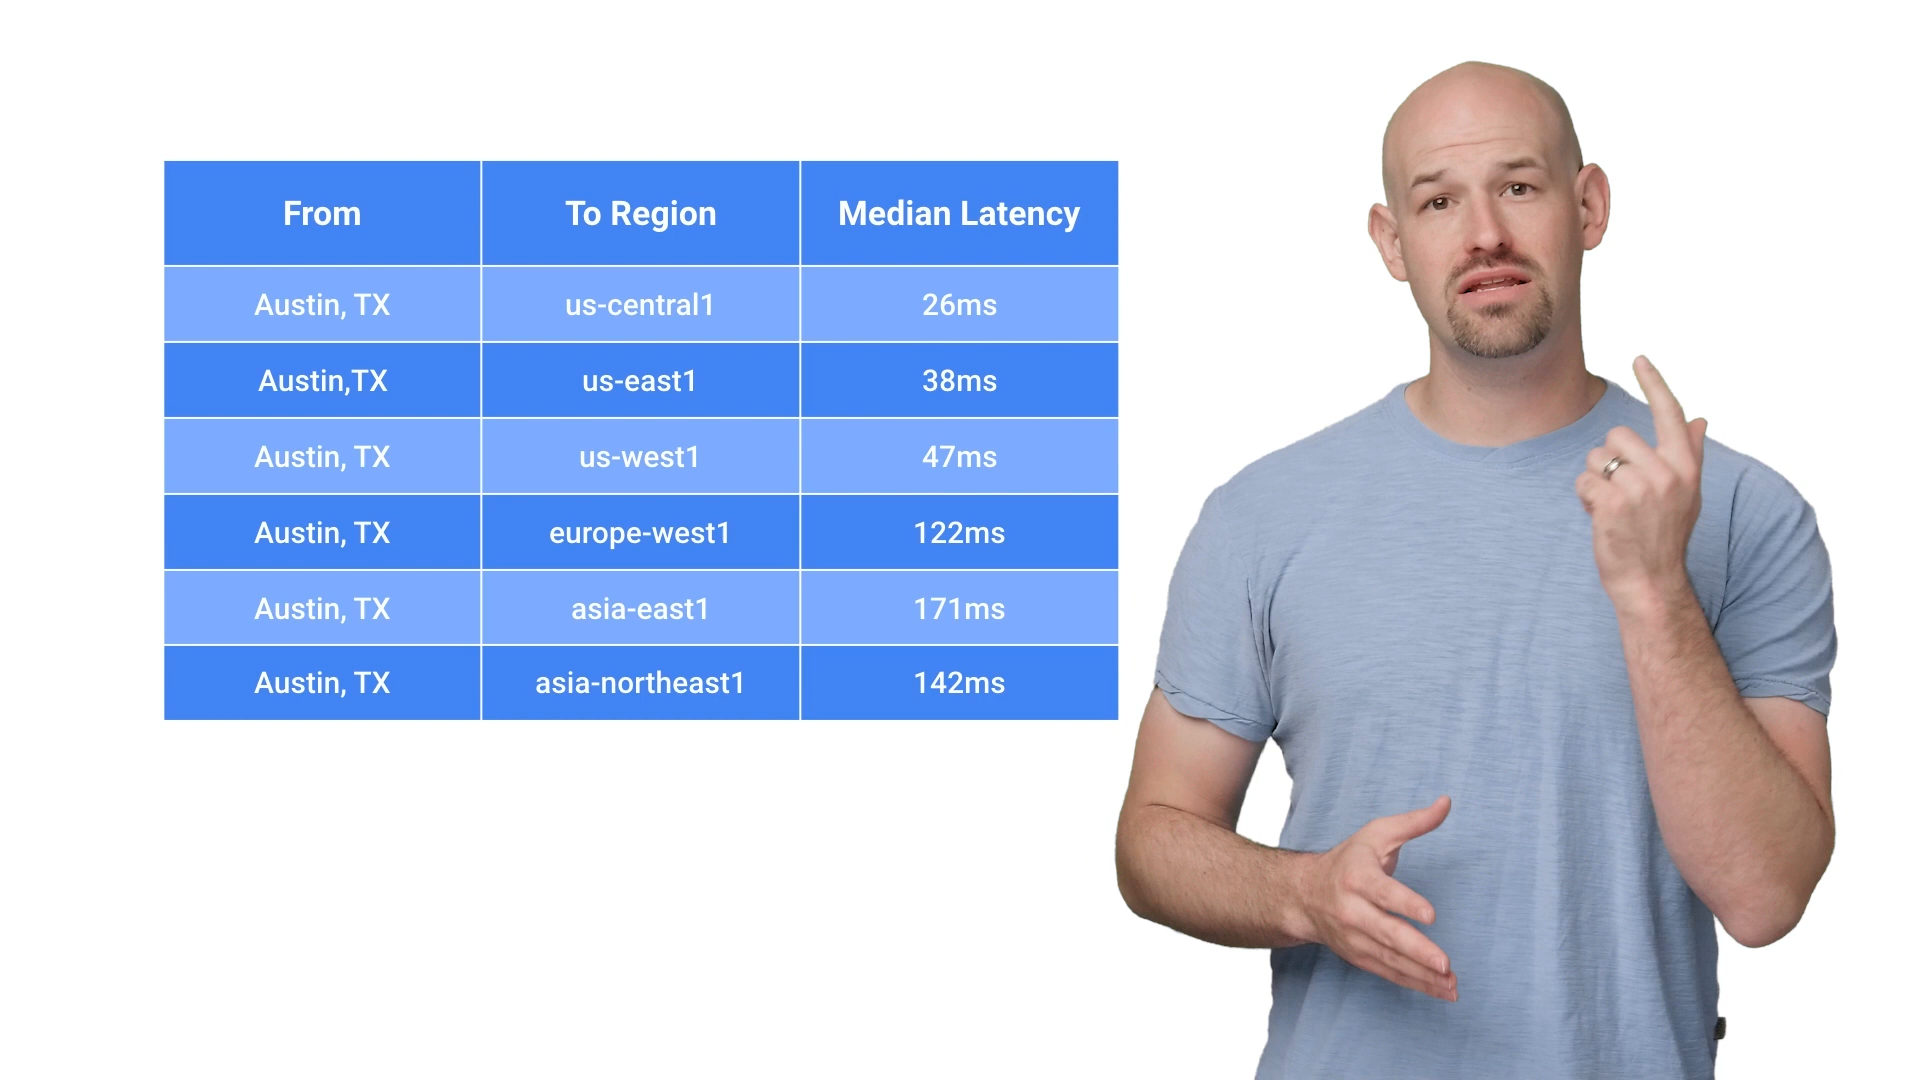 From To Region Median Latency
Austin, TX us-central1 26ms
Austin,TX us-east1 38ms
Austin, TX us-west1 47ms
Austin, TX europe-west1 122ms
Austin, TX asia-east1 171ms
Austin, TX asia-northeast1 142ms